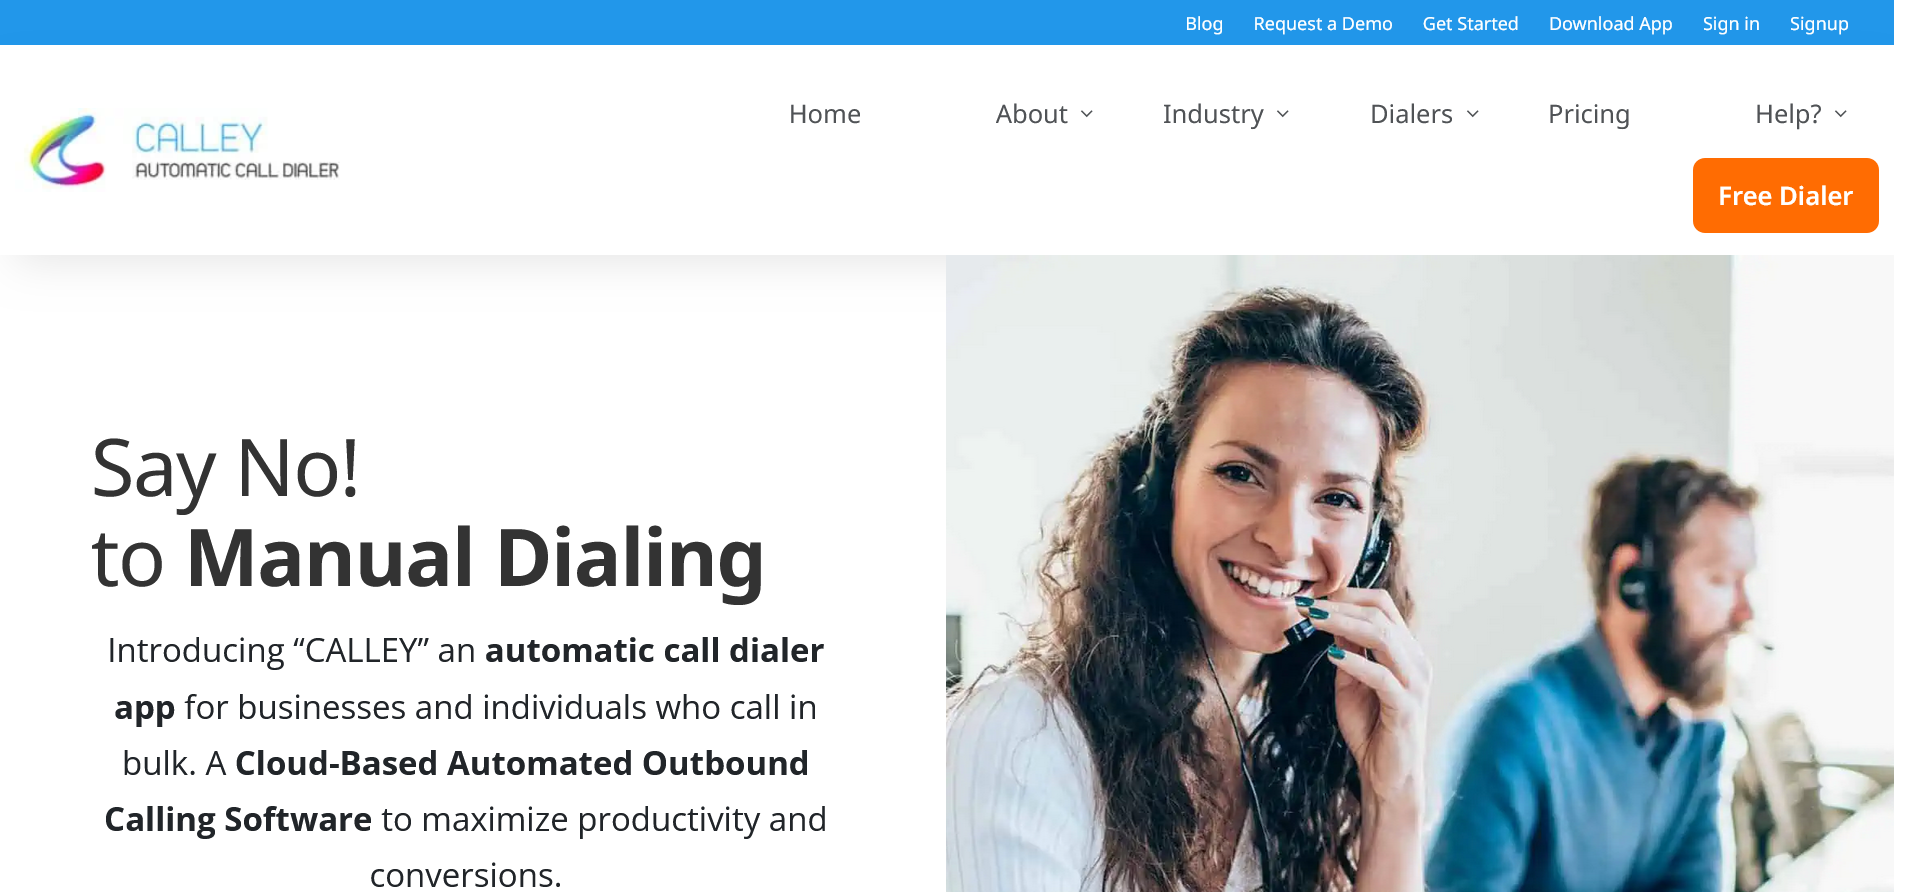 Blog Request a Demo Get Started Download App Sign in Signup
Home About Industry Dialers Pricing Help?
CALLEY
AUTOMATIC CALL DIALER
Free Dialer
Say No!
to Manual Dialing
Introducing “CALLEY” an automatic call dialer
app for businesses and individuals who call in
bulk. A Cloud-Based Automated Outbound
Calling Software to maximize productivity and
conversions.